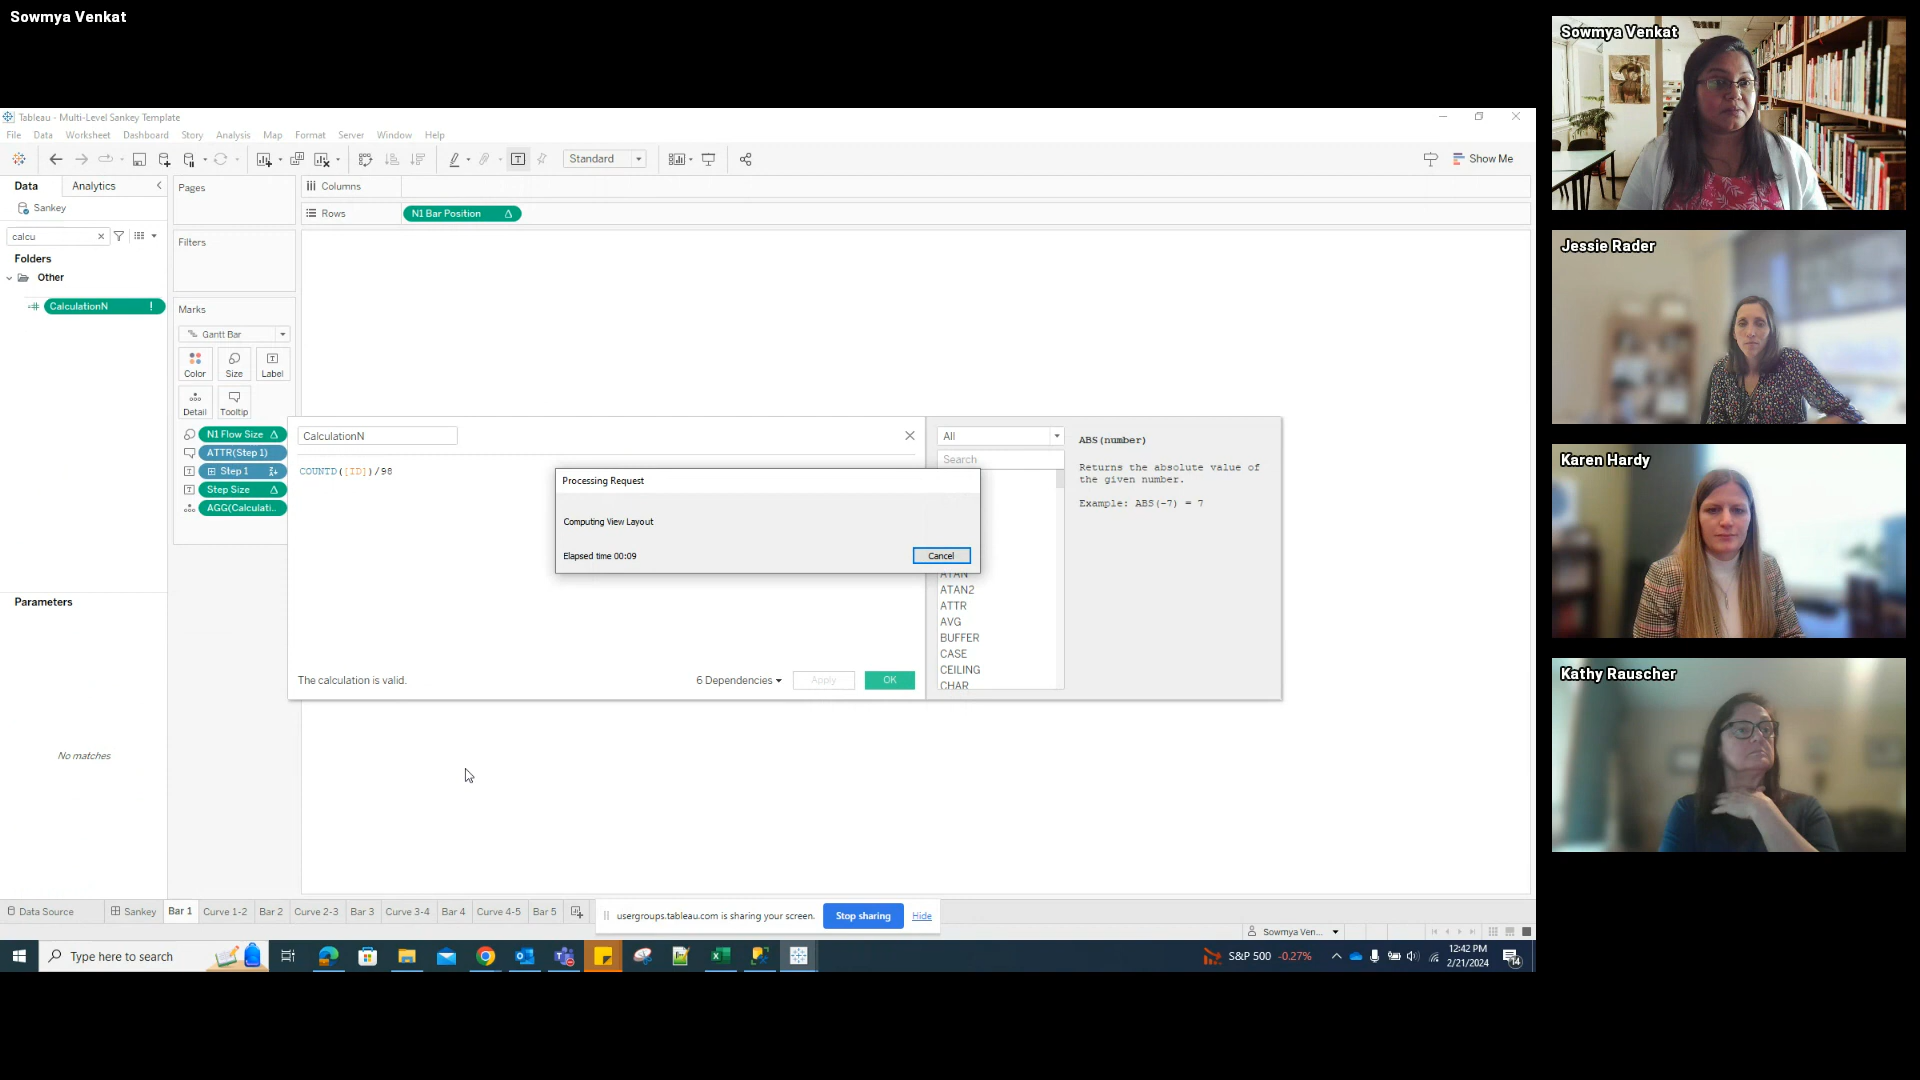 Sowmya Venkat
Tableau - Multi-Level Sankey Template
File Data Worksheet Dashboard Story Analysis Map Format Server Window Help
Standard
Show Me
Data Analytics
Sankey
calcu
Folders
Other
CalculationN !
Parameters
No matches
Pages
Filters
Marks
Gantt Bar
Color Size Label
Detail Tooltip
N1 Flow Size
ATTR(Step 1)
Step 1
Step Size
AGG(Calculati..
Columns
Rows
N1 Bar Position
CalculationN
COUNTD([ID])/98
The calculation is valid.
6 Dependencies
Apply
OK
Processing Request
Computing View Layout
Elapsed time 00:09
Cancel
All
Search
ATAN
ATAN2
ATTR
AVG
BUFFER
CASE
CEILING
CHAR
ABS(number)
Returns the absolute value of
the given number.
Example: ABS(-7) = 7
Data Source Sankey Bar 1 Curve 1-2 Bar 2 Curve 2-3 Bar 3 Curve 3-4 Bar 4 Curve 4-5 Bar 5
usergroups.tableau.com is sharing your screen.
Stop sharing
Hide
Sowmya Ven...
Type here to search
S&P 500 -0.27%
12:42 PM
2/21/2024
14
Sowmya Venkat
Jessie Rader
Karen Hardy
Kathy Rauscher